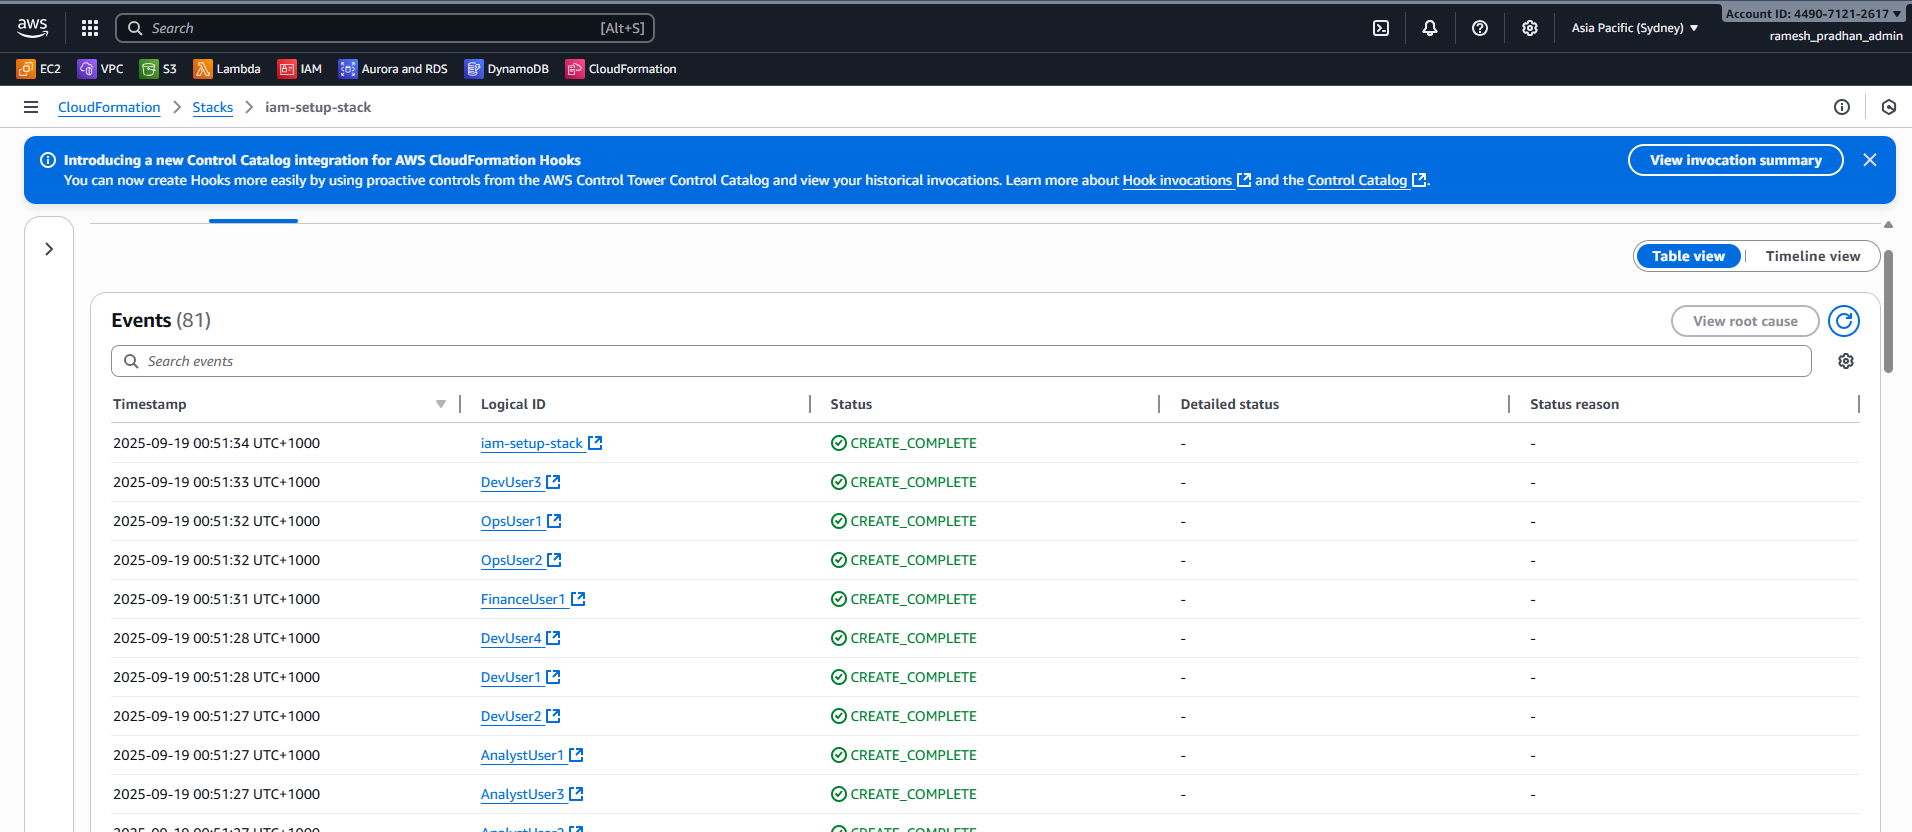 Account ID: 4490-7121-2617
aws Search [Alt+S] Asia Pacific (Sydney) ramesh_pradhan_admin
EC2 VPC S3 Lambda IAM Aurora and RDS DynamoDB CloudFormation
CloudFormation Stacks iam-setup-stack
Introducing a new Control Catalog integration for AWS CloudFormation Hooks
You can now create Hooks more easily by using proactive controls from the AWS Control Tower Control Catalog and view your historical invocations. Learn more about Hook invocations and the Control Catalog.
View invocation summary
Table view Timeline view
Events (81) View root cause
Search events
Timestamp Logical ID Status Detailed status Status reason
2025-09-19 00:51:34 UTC+1000 iam-setup-stack CREATE_COMPLETE - -
2025-09-19 00:51:33 UTC+1000 DevUser3 CREATE_COMPLETE - -
2025-09-19 00:51:32 UTC+1000 OpsUser1 CREATE_COMPLETE - -
2025-09-19 00:51:32 UTC+1000 OpsUser2 CREATE_COMPLETE - -
2025-09-19 00:51:31 UTC+1000 FinanceUser1 CREATE_COMPLETE - -
2025-09-19 00:51:28 UTC+1000 DevUser4 CREATE_COMPLETE - -
2025-09-19 00:51:28 UTC+1000 DevUser1 CREATE_COMPLETE - -
2025-09-19 00:51:27 UTC+1000 DevUser2 CREATE_COMPLETE - -
2025-09-19 00:51:27 UTC+1000 AnalystUser1 CREATE_COMPLETE - -
2025-09-19 00:51:27 UTC+1000 AnalystUser3 CREATE_COMPLETE - -